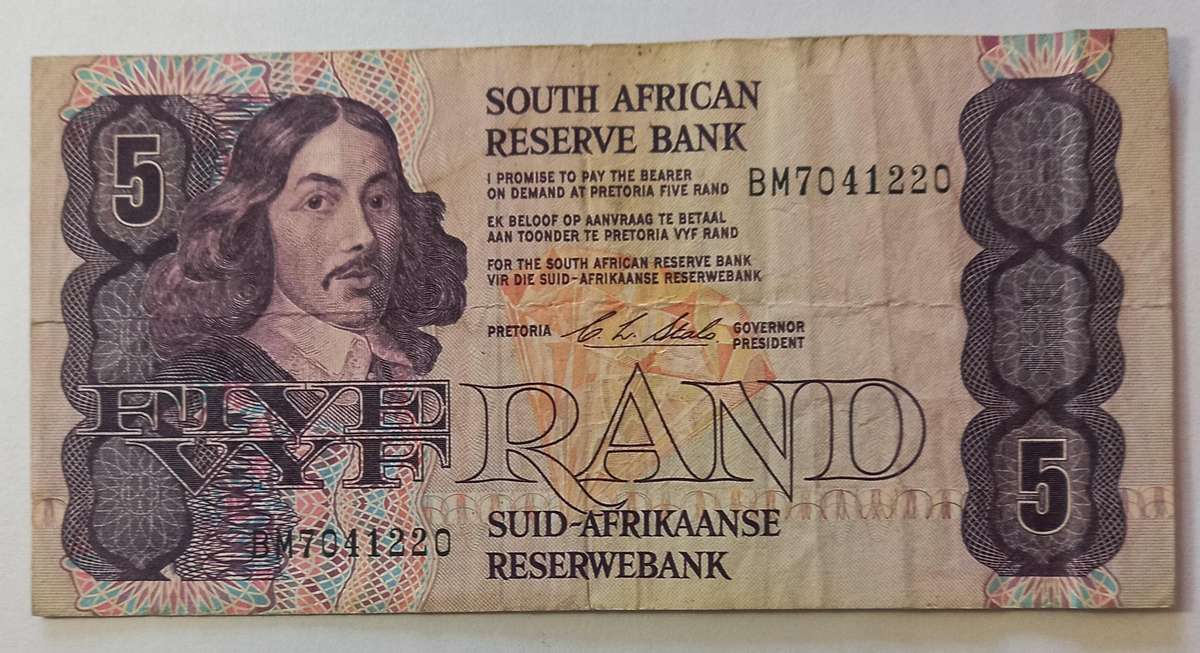 5
SOUTH AFRICAN
RESERVE BANK
I PROMISE TO PAY THE BEARER
ON DEMAND AT PRETORIA FIVE RAND
BM7041220
EK BELOOF OP AANVRAAG TE BETAAL
AAN TOONDER TE PRETORIA VYF RAND
FOR THE SOUTH AFRICAN RESERVE BANK
VIR DIE SUID-AFRIKAANSE RESERWEBANK
PRETORIA C. L. Stals. GOVERNOR
PRESIDENT
FIVE
VYF
RAND
5
SUID-AFRIKAANSE
RESERWEBANK
BM7041220